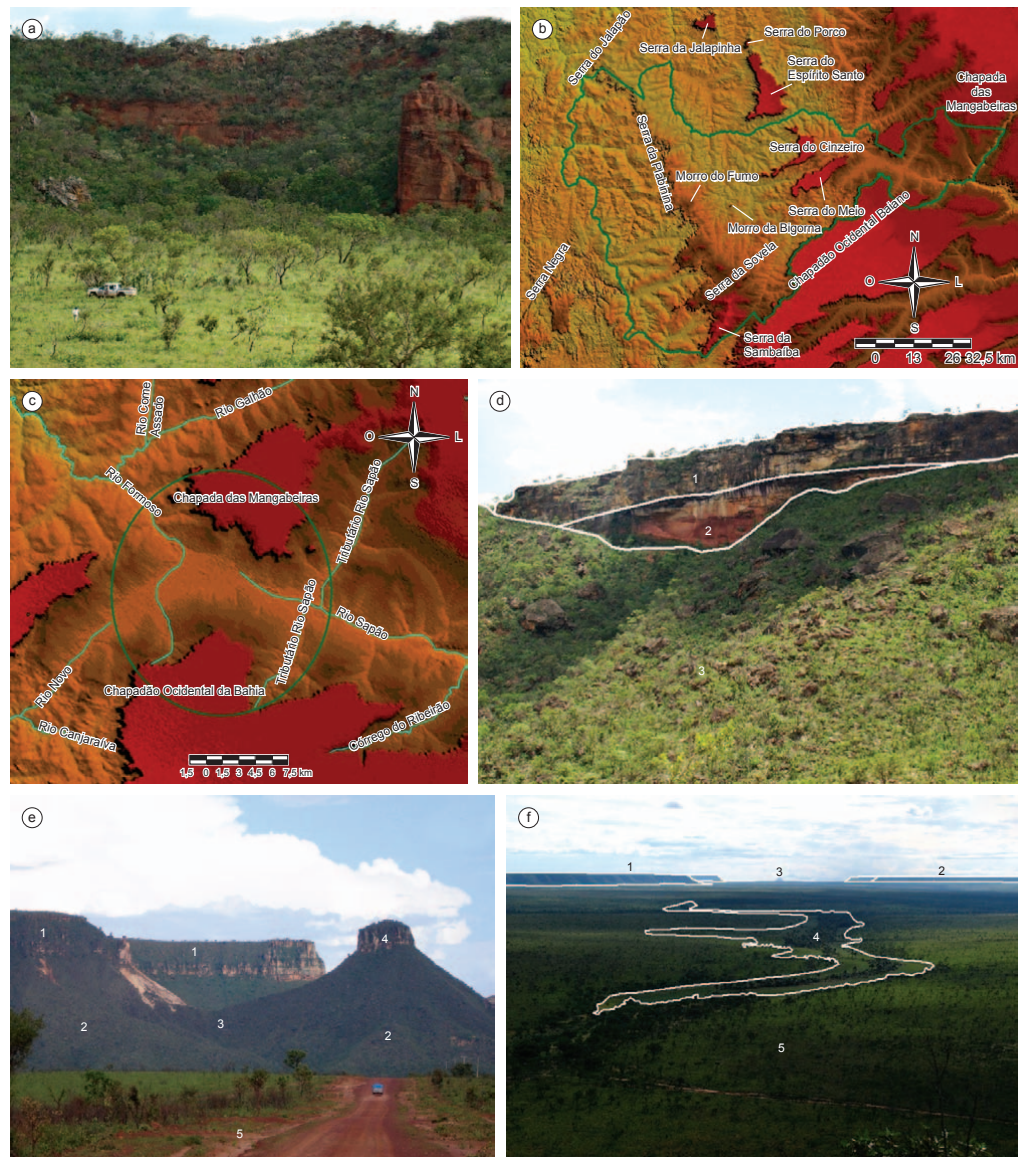 a
b
Serra do Jalapão
Serra da Jalapinha
Serra do Porco
Serra do
Espírito Santo
Chapada
das
Mangabeiras
Serra da Piabinha
Serra do Cinzeiro
Morro do Fumo
Serra do Meio
Morro da Bigorna
Chapadão Ocidental Baiano
Serra da Sovela
Serra Negra
Serra da
Sambaíba
N
O
L
S
0 13 26 32,5 km
c
Rio Come
Assado
Rio Galhão
N
O
L
S
Rio Formoso
Chapada das Mangabeiras
Tributário Rio Sapão
Tributário Rio Sapão
Rio Sapão
Rio Novo
Chapadão Ocidental da Bahia
Rio Canjaraíva
Córrego do Ribeirão
1,5 0 1,5 3 4,5 6 7,5 km
d
1
2
3
e
1
1
4
2
3
2
5
f
1
3
2
4
5